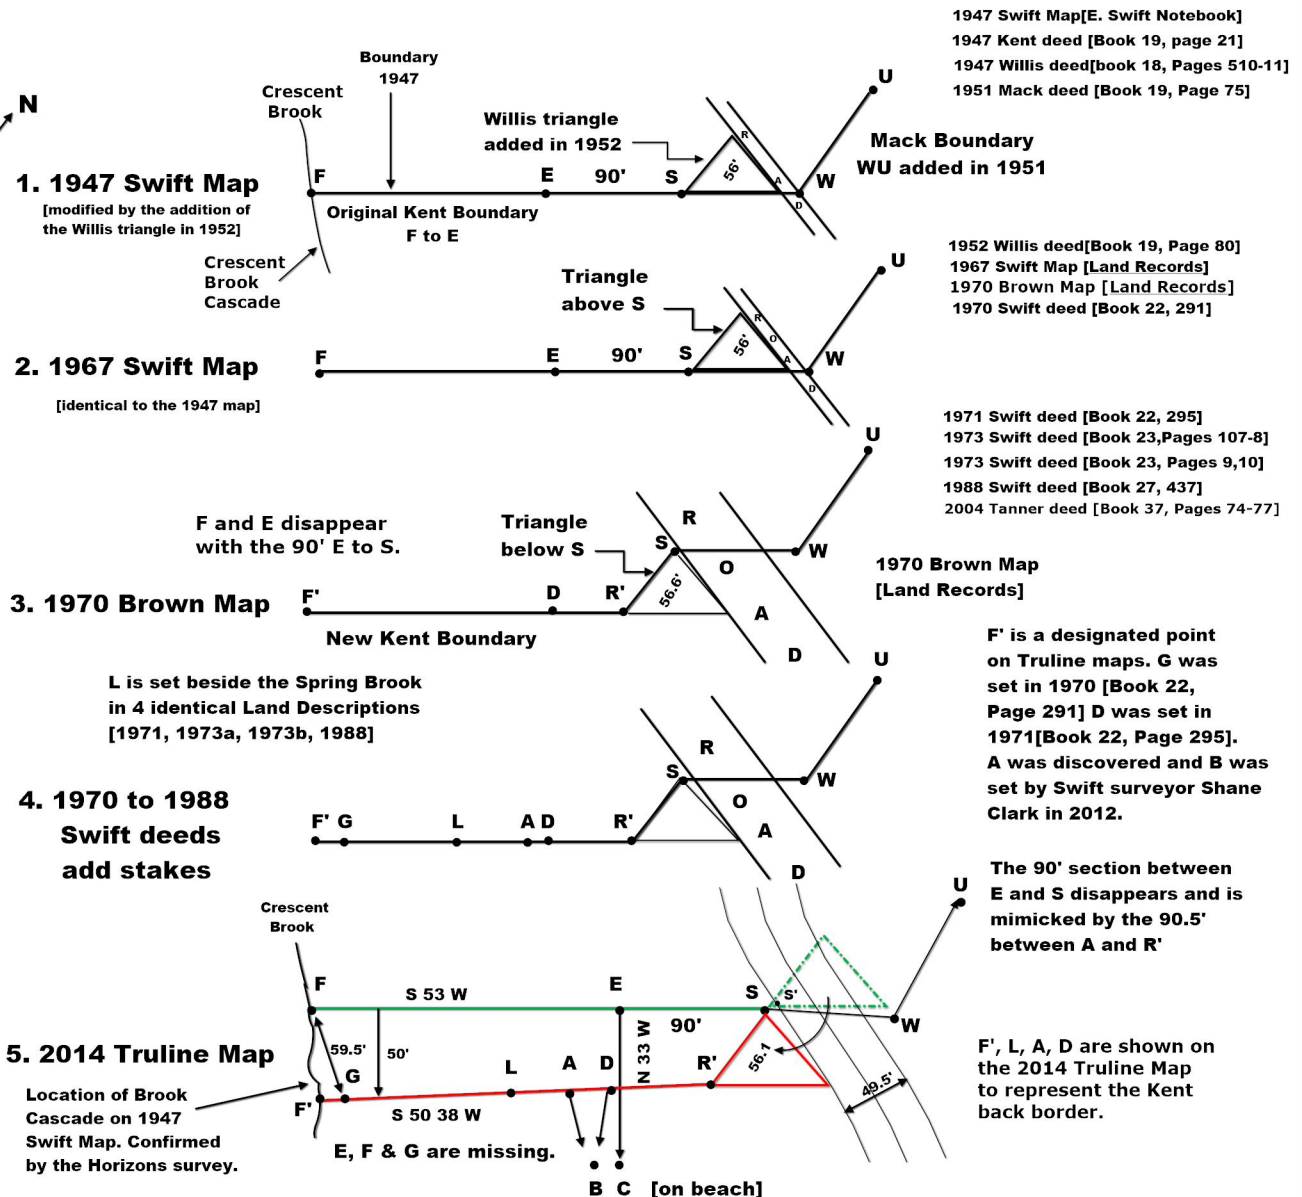 1947 Swift Map[E. Swift Notebook]
1947 Kent deed [Book 19, page 21]
1947 Willis deed[book 18, Pages 510-11]
1951 Mack deed [Book 19, Page 75]
N
Boundary
1947
Crescent
Brook
Willis triangle
added in 1952
U
Mack Boundary
WU added in 1951
1. 1947 Swift Map
[modified by the addition of
the Willis triangle in 1952]
F
E
90'
S
56'
R
A
D
W
Original Kent Boundary
F to E
Crescent
Brook
Cascade
1952 Willis deed[Book 19, Page 80]
1967 Swift Map [Land Records]
1970 Brown Map [Land Records]
1970 Swift deed [Book 22, 291]
Triangle
above S
U
2. 1967 Swift Map
[identical to the 1947 map]
F
E
90'
S
56'
R
O
A
D
W
1971 Swift deed [Book 22, 295]
1973 Swift deed [Book 23,Pages 107-8]
1973 Swift deed [Book 23, Pages 9,10]
1988 Swift deed [Book 27, 437]
2004 Tanner deed [Book 37, Pages 74-77]
U
F and E disappear
with the 90' E to S.
Triangle
below S
R
S
W
O
A
D
3. 1970 Brown Map
F'
D
R'
56.6'
New Kent Boundary
1970 Brown Map
[Land Records]
L is set beside the Spring Brook
in 4 identical Land Descriptions
[1971, 1973a, 1973b, 1988]
F' is a designated point
on Truline maps. G was
set in 1970 [Book 22,
Page 291] D was set in
1971[Book 22, Page 295].
A was discovered and B was
set by Swift surveyor Shane
Clark in 2012.
U
4. 1970 to 1988
Swift deeds
add stakes
F' G
L
A D
R'
S
R
O
A
D
W
The 90' section between
E and S disappears and is
mimicked by the 90.5'
between A and R'
Crescent
Brook
U
F
S 53 W
E
S
S'
W
90'
N 33 W
5. 2014 Truline Map
59.5'
50'
G
L
A
D
R'
56.1
49.5'
F'
S 50 38 W
Location of Brook
Cascade on 1947
Swift Map. Confirmed
by the Horizons survey.
E, F & G are missing.
B C [on beach]
F', L, A, D are shown on
the 2014 Truline Map
to represent the Kent
back border.